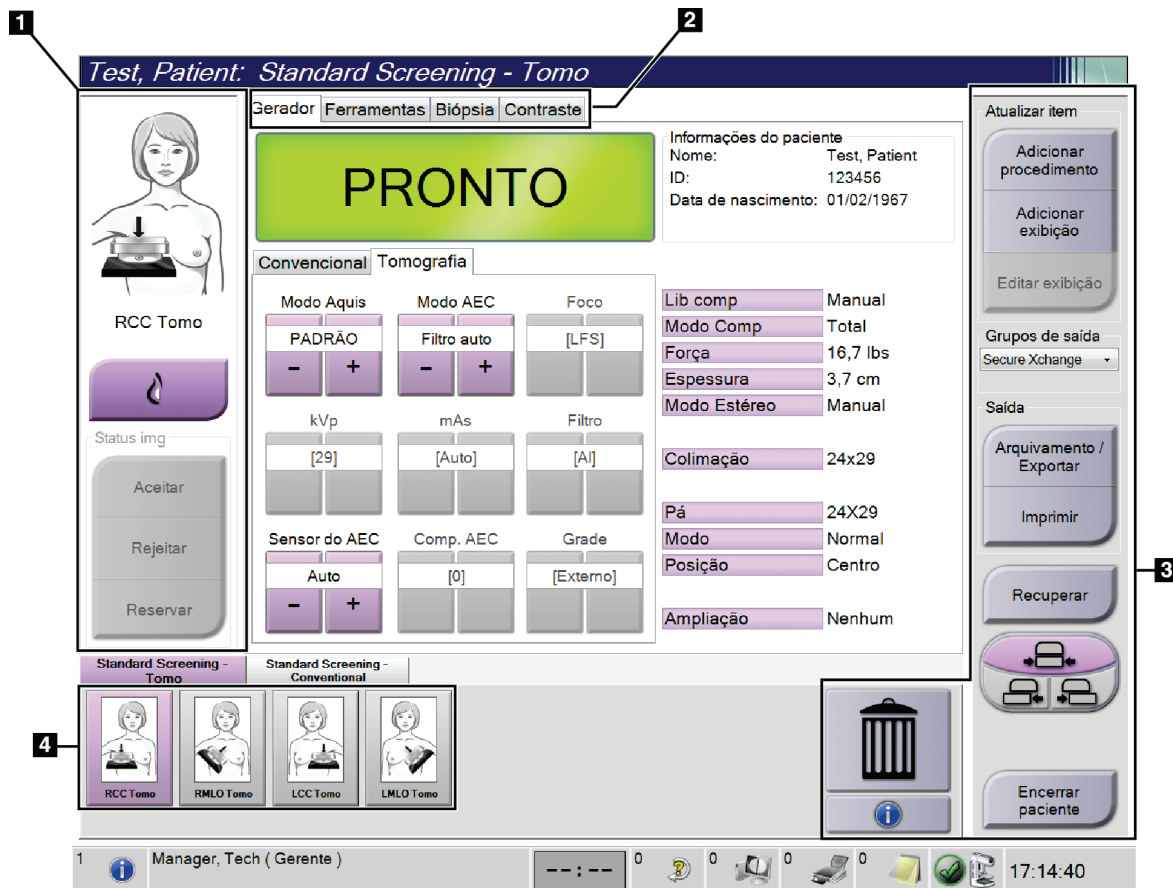 1
2
Test, Patient: Standard Screening - Tomo
Gerador Ferramentas Biópsia Contraste
PRONTO
Informações do paciente
Nome: Test, Patient
ID: 123456
Data de nascimento: 01/02/1967
RCC Tomo
Status img
Aceitar
Rejeitar
Reservar
Convencional Tomografia
Modo Aquis Modo AEC Foco
PADRÃO Filtro auto [LFS]
- + - +
kVp mAs Filtro
[29] [Auto] [Al]
Sensor do AEC Comp. AEC Grade
Auto [0] [Externo]
- +
Lib comp Manual
Modo Comp Total
Força 16,7 lbs
Espessura 3,7 cm
Modo Estéreo Manual
Colimação 24x29
Pá 24X29
Modo Normal
Posição Centro
Ampliação Nenhum
Atualizar item
Adicionar
procedimento
Adicionar
exibição
Editar exibição
Grupos de saída
Secure Xchange
Saída
Arquivamento /
Exportar
Imprimir
3
Recuperar
Encerrar
paciente
Standard Screening -
Tomo
Standard Screening -
Conventional
4
RCC Tomo RMLO Tomo LCC Tomo LMLO Tomo
1 Manager, Tech ( Gerente ) --:-- 0 0 0 0 17:14:40